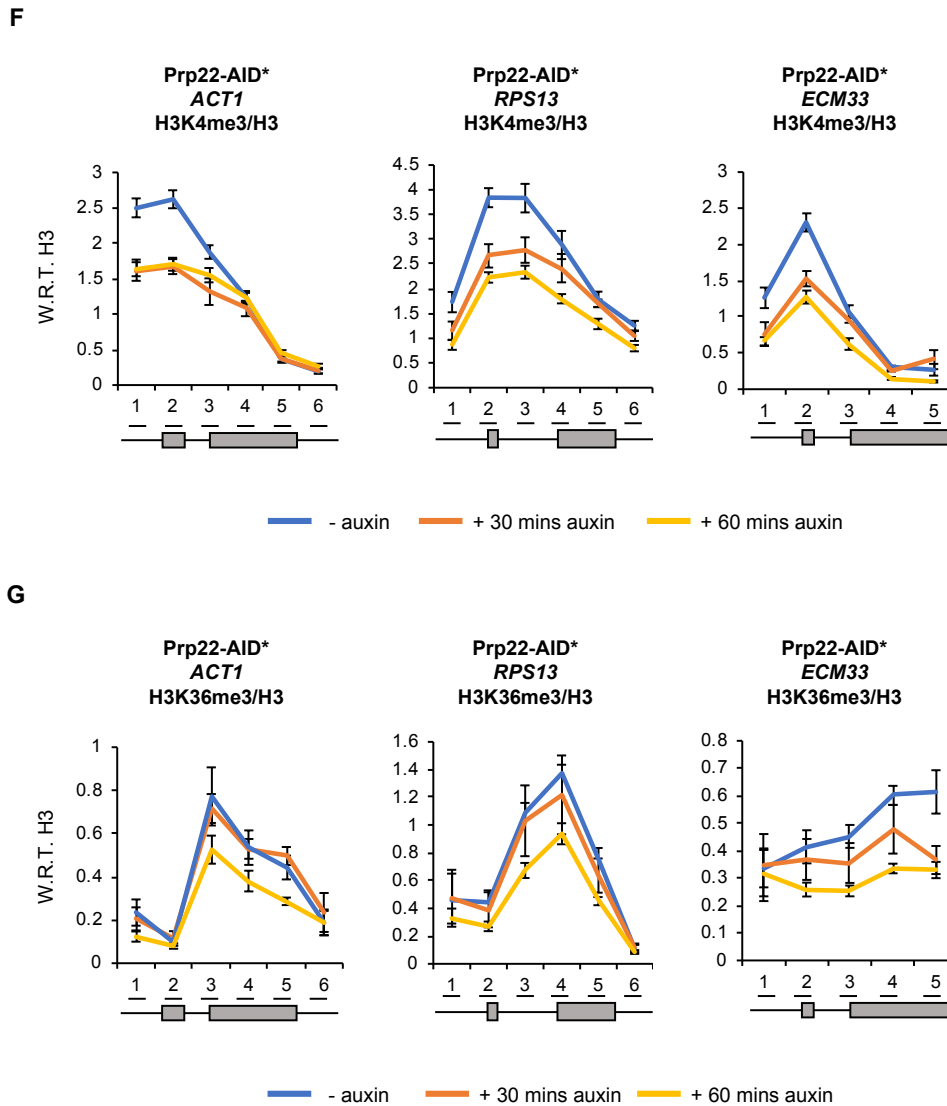 F
Prp22-AID*
ACT1
H3K4me3/H3
Prp22-AID*
RPS13
H3K4me3/H3
Prp22-AID*
ECM33
H3K4me3/H3
W.R.T. H3
3
2.5
2
1.5
1
0.5
0
1 2 3 4 5 6
4.5
4
3.5
3
2.5
2
1.5
1
0.5
0
1 2 3 4 5 6
3
2.5
2
1.5
1
0.5
0
1 2 3 4 5
- auxin + 30 mins auxin + 60 mins auxin
G
Prp22-AID*
ACT1
H3K36me3/H3
Prp22-AID*
RPS13
H3K36me3/H3
Prp22-AID*
ECM33
H3K36me3/H3
W.R.T. H3
1
0.8
0.6
0.4
0.2
0
1 2 3 4 5 6
1.6
1.4
1.2
1
0.8
0.6
0.4
0.2
0
1 2 3 4 5 6
0.8
0.7
0.6
0.5
0.4
0.3
0.2
0.1
0
1 2 3 4 5
- auxin + 30 mins auxin + 60 mins auxin